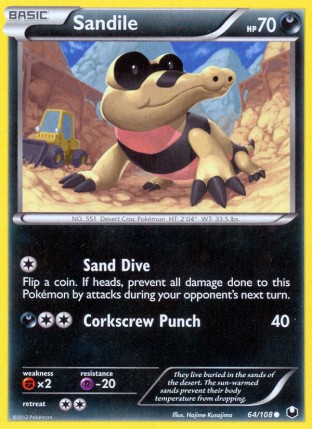 BASIC
Sandile
HP 70
NO. 551 Desert Croc Pokémon HT: 2'04" WT: 33.5 lbs.
Sand Dive
Flip a coin. If heads, prevent all damage done to this
Pokémon by attacks during your opponent's next turn.
Corkscrew Punch 40
weakness
×2
resistance
-20
retreat
They live buried in the sands of
the desert. The sun-warmed
sands prevent their body
temperature from dropping.
©2012 Pokémon
Illus. Hajime Kusajima
64/108